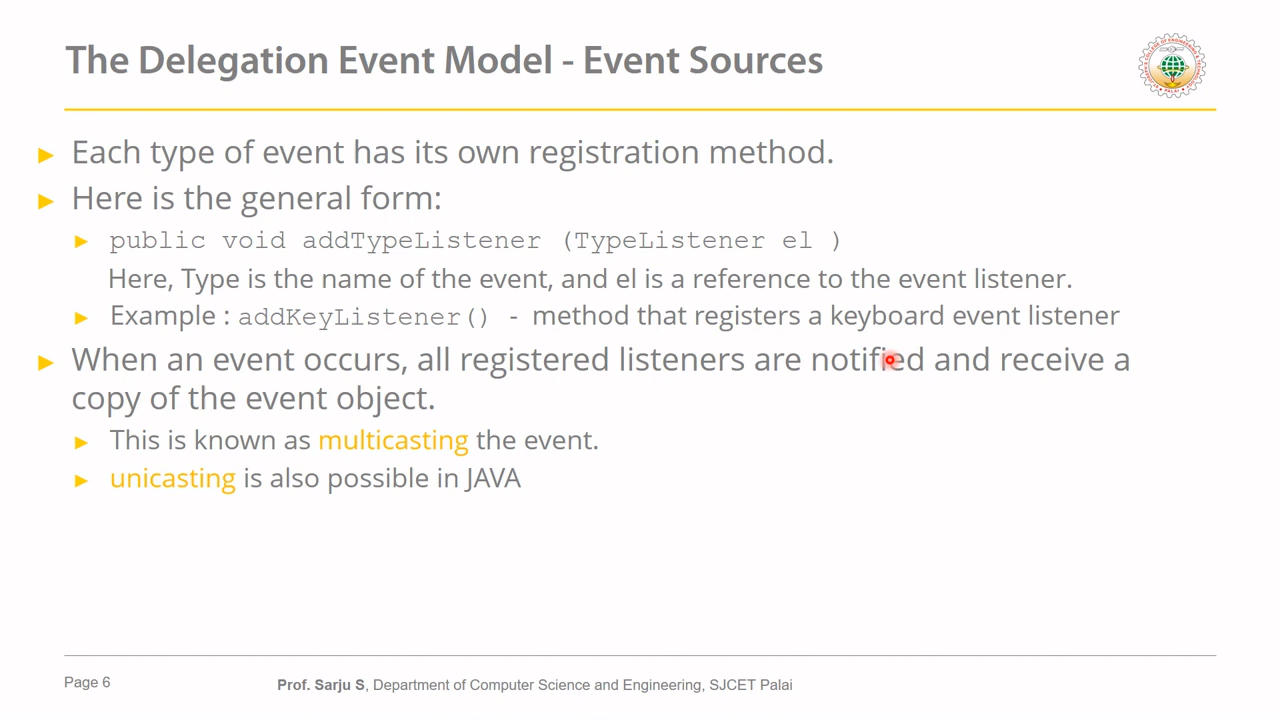 The Delegation Event Model - Event Sources
Each type of event has its own registration method.
Here is the general form:
public void addTypeListener (TypeListener el )
Here, Type is the name of the event, and el is a reference to the event listener.
Example : addKeyListener() - method that registers a keyboard event listener
When an event occurs, all registered listeners are notified and receive a
copy of the event object.
This is known as multicasting the event.
unicasting is also possible in JAVA
Page 6
Prof. Sarju S, Department of Computer Science and Engineering, SJCET Palai